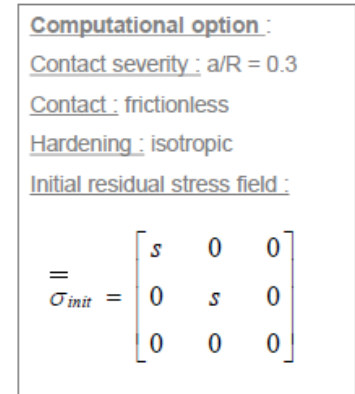 Computational option :
Contact severity : a/R = 0.3
Contact : frictionless
Hardening : isotropic
Initial residual stress field :
s 0 0
σinit = 0 s 0
0 0 0